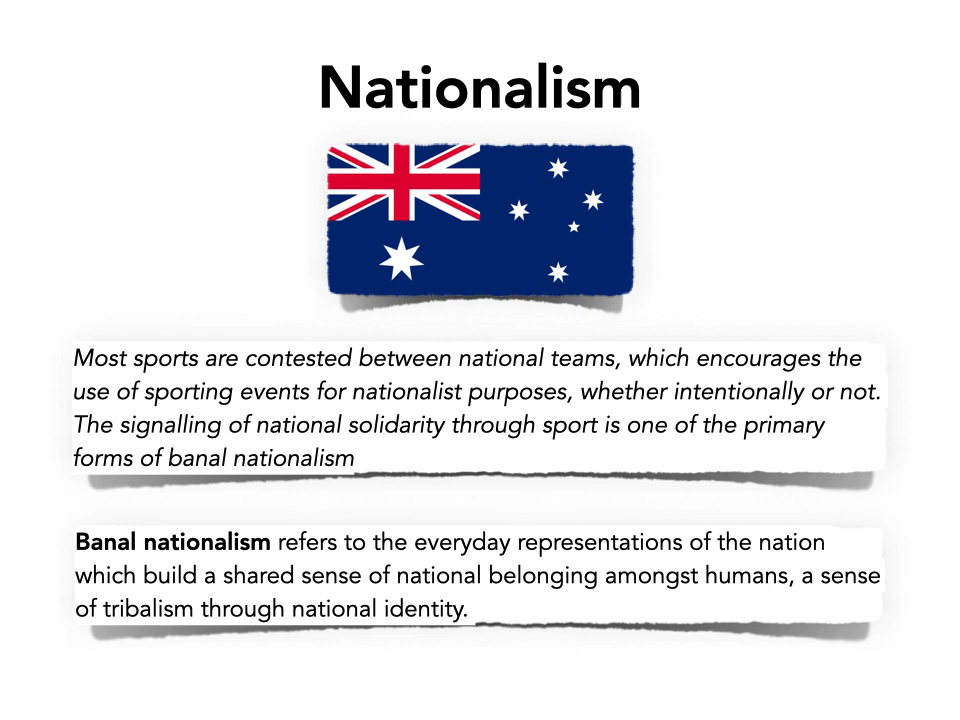 Nationalism
Most sports are contested between national teams, which encourages the
use of sporting events for nationalist purposes, whether intentionally or not.
The signalling of national solidarity through sport is one of the primary
forms of banal nationalism
Banal nationalism refers to the everyday representations of the nation
which build a shared sense of national belonging amongst humans, a sense
of tribalism through national identity.